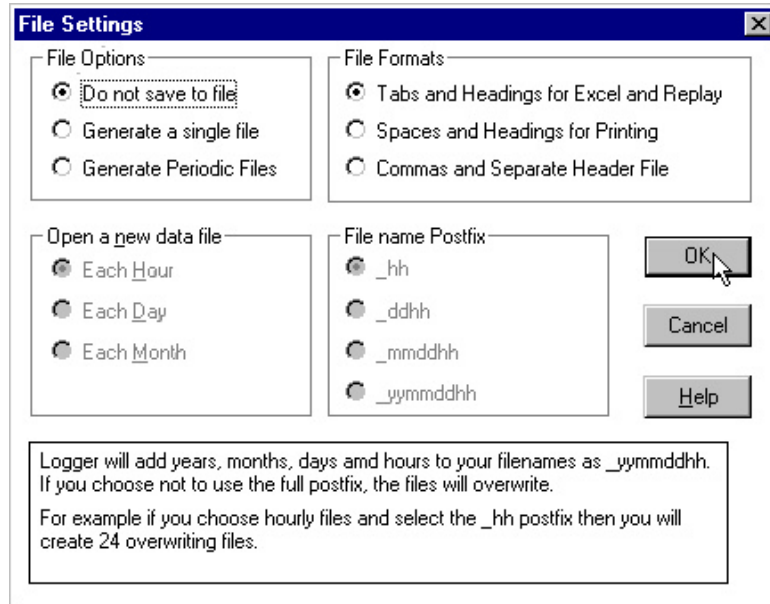 File Settings
File Options
Do not save to file
Generate a single file
Generate Periodic Files
File Formats
Tabs and Headings for Excel and Replay
Spaces and Headings for Printing
Commas and Separate Header File
Open a new data file
Each Hour
Each Day
Each Month
File name Postfix
_hh
_ddhh
_mmddhh
_yymmddhh
OK
Cancel
Help
Logger will add years, months, days amd hours to your filenames as _yymmddhh.
If you choose not to use the full postfix, the files will overwrite.
For example if you choose hourly files and select the _hh postfix then you will
create 24 overwriting files.